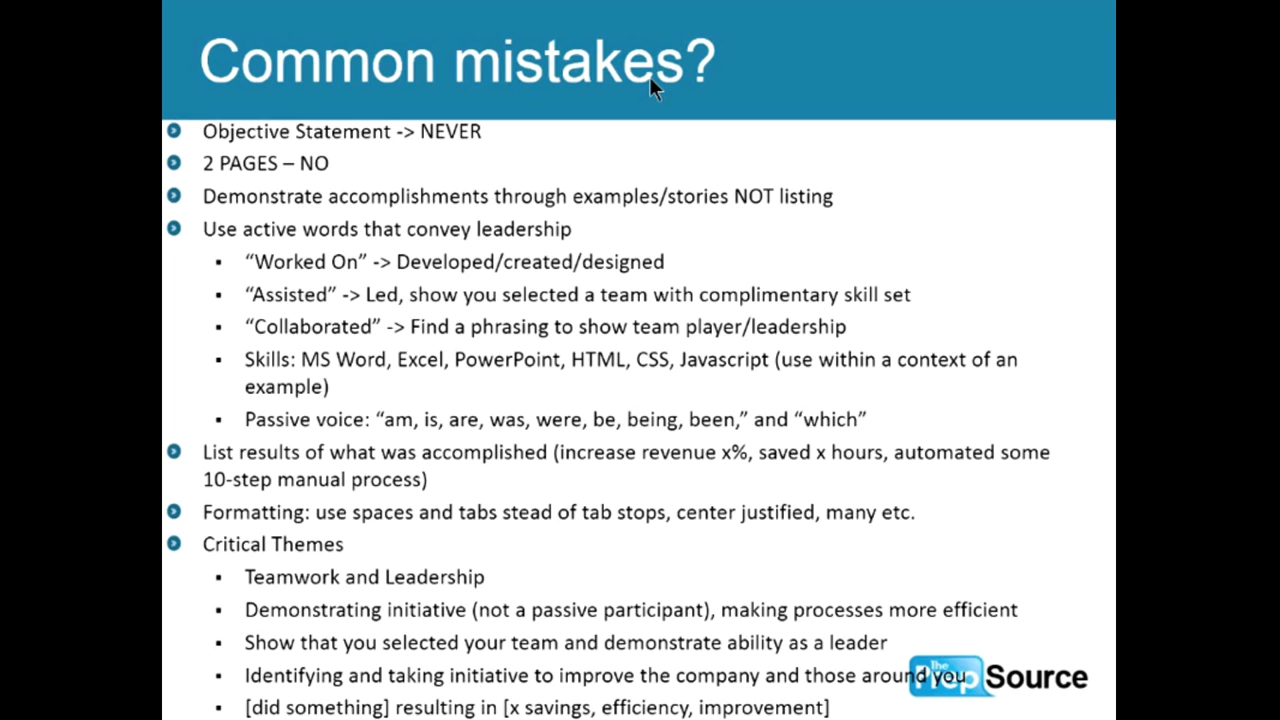 Common mistakes?
Objective Statement -> NEVER
2 PAGES – NO
Demonstrate accomplishments through examples/stories NOT listing
Use active words that convey leadership
“Worked On” -> Developed/created/designed
“Assisted” -> Led, show you selected a team with complimentary skill set
“Collaborated” -> Find a phrasing to show team player/leadership
Skills: MS Word, Excel, PowerPoint, HTML, CSS, Javascript (use within a context of an
example)
Passive voice: “am, is, are, was, were, be, being, been,” and “which”
List results of what was accomplished (increase revenue x%, saved x hours, automated some
10-step manual process)
Formatting: use spaces and tabs stead of tab stops, center justified, many etc.
Critical Themes
Teamwork and Leadership
Demonstrating initiative (not a passive participant), making processes more efficient
Show that you selected your team and demonstrate ability as a leader
Identifying and taking initiative to improve the company and those around you
The Prep Source
[did something] resulting in [x savings, efficiency, improvement]